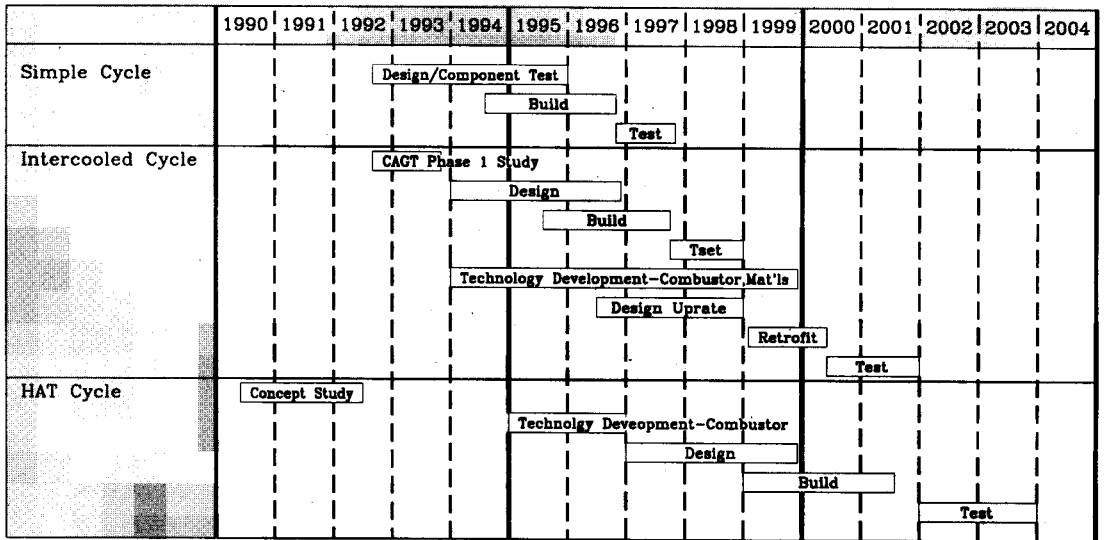 1990 1991 1992 1993 1994 1995 1996 1997 1998 1999 2000 2001 2002 2003 2004
Simple Cycle
Design/Component Test
Build
Test
Intercooled Cycle
CAGT Phase 1 Study
Design
Build
Tset
Technology Development-Combustor,Mat'ls
Design Uprate
Retrofit
Test
HAT Cycle
Concept Study
Technolgy Deveopment-Combustor
Design
Build
Test